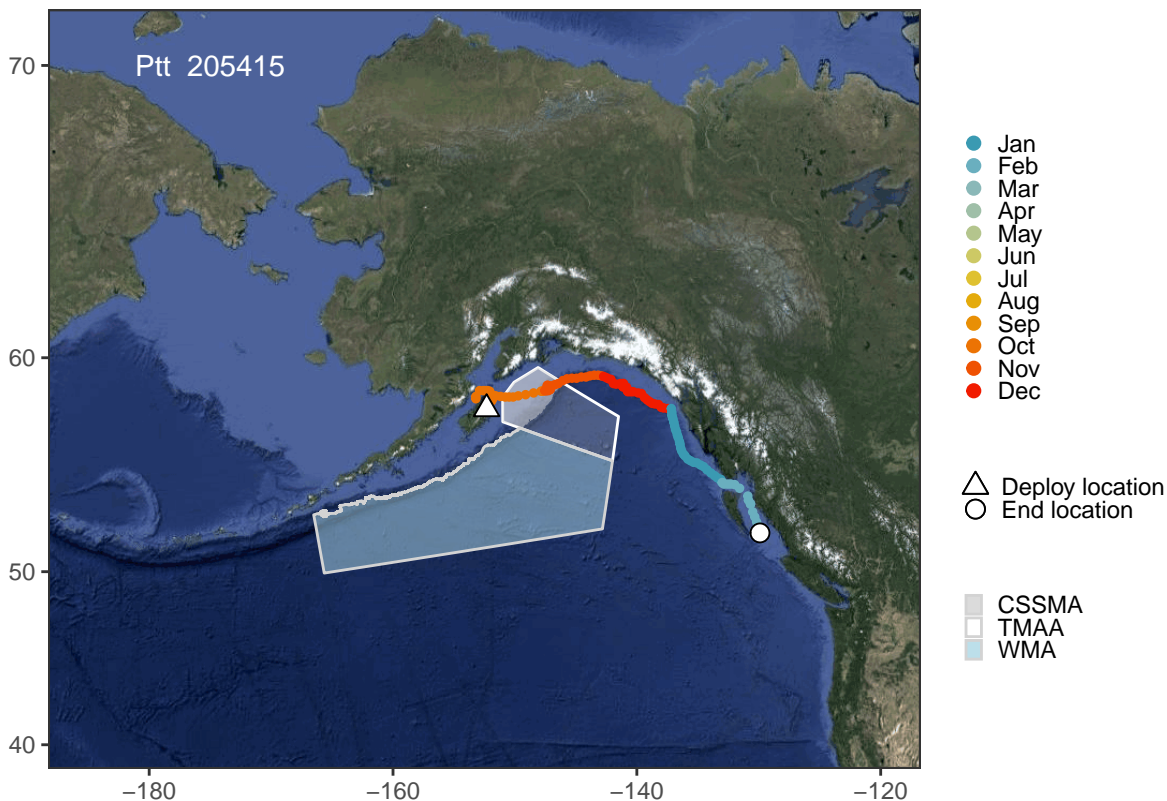 Ptt 205415
70
60
50
40
−180
−160
−140
−120
Jan
Feb
Mar
Apr
May
Jun
Jul
Aug
Sep
Oct
Nov
Dec
Deploy location
End location
CSSMA
TMAA
WMA